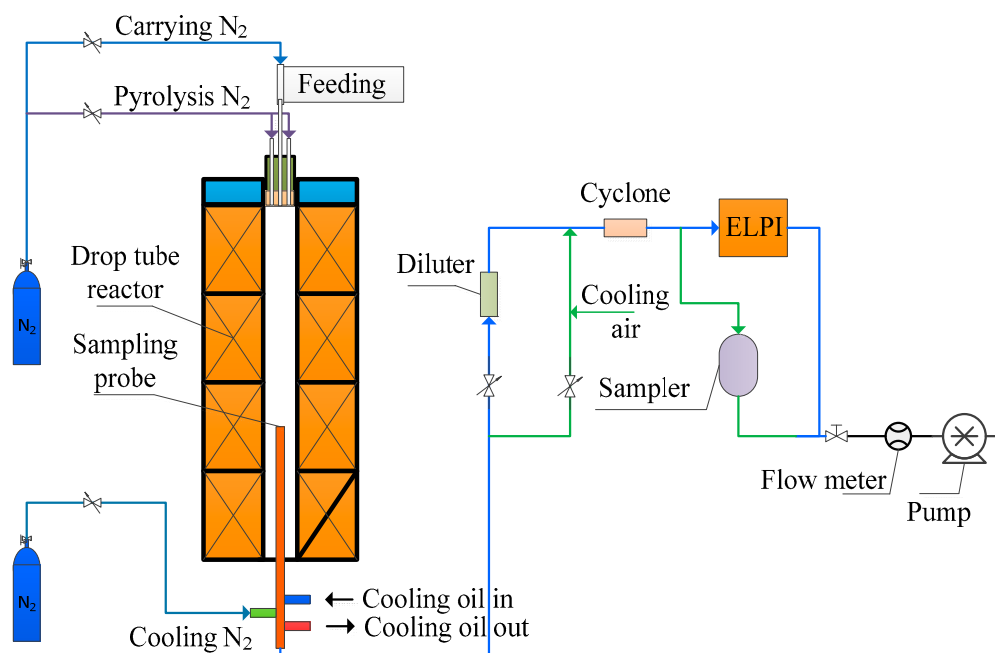 Carrying N2
Feeding
Pyrolysis N2
Cyclone
ELPI
Drop tube
reactor
Diluter
N2
Cooling
air
Sampling
probe
Sampler
Flow meter
Pump
N2
Cooling oil in
Cooling oil out
Cooling N2